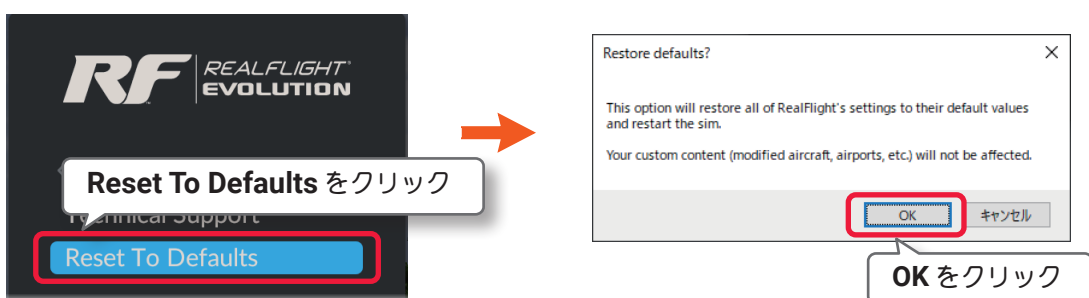 RF REALFLIGHT
EVOLUTION
Reset To Defaults をクリック
Technical Support
Reset To Defaults
Restore defaults?
This option will restore all of RealFlight's settings to their default values
and restart the sim.
Your custom content (modified aircraft, airports, etc.) will not be affected.
OK
キャンセル
OK をクリック